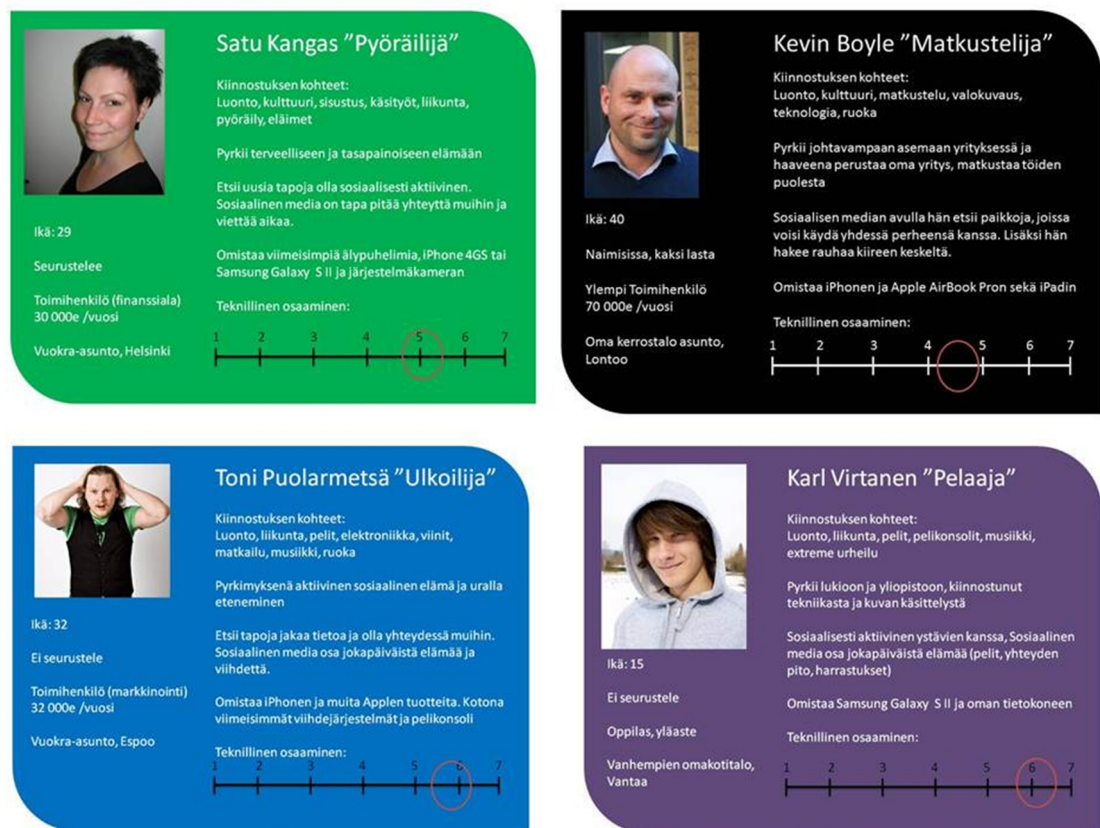 Satu Kangas ”Pyöräilijä”
Kiinnostuksen kohteet:
Luonto, kulttuuri, sisustus, käsityöt, liikunta,
pyöräily, eläimet
Pyrkii terveelliseen ja tasapainoiseen elämään
Etsii uusia tapoja olla sosiaalisesti aktiivinen.
Sosiaalinen media on tapa pitää yhteyttä muihin ja
viettää aikaa.
Omistaa viimeisimpiä älypuhelimia, iPhone 4GS tai
Samsung Galaxy S II ja järjestelmäkameran
Teknillinen osaaminen:
1 2 3 4 5 6 7
Ikä: 29
Seurustelee
Toimihenkilö (finanssiala)
30 000e /vuosi
Vuokra-asunto, Helsinki
Kevin Boyle ”Matkustelija”
Kiinnostuksen kohteet:
Luonto, kulttuuri, matkustelu, valokuvaus,
teknologia, ruoka
Pyrkii johtavampaan asemaan yrityksessä ja
haaveena perustaa oma yritys, matkustaa töiden
puolesta
Sosiaalisen median avulla hän etsii paikkoja, joissa
voisi käydä yhdessä perheensä kanssa. Lisäksi hän
hakee rauhaa kiireen keskeltä.
Omistaa iPhonen ja Apple AirBook Pron sekä iPadin
Teknillinen osaaminen:
1 2 3 4 5 6 7
Ikä: 40
Naimisissa, kaksi lasta
Ylempi Toimihenkilö
70 000e /vuosi
Oma kerrostalo asunto,
Lontoo
Toni Puolarmetsä ”Ulkoilija”
Kiinnostuksen kohteet:
Luonto, liikunta, pelit, elektroniikka, viinit,
matkailu, musiikki, ruoka
Pyrkimyksenä aktiivinen sosiaalinen elämä ja uralla
eteneminen
Etsii tapoja jakaa tietoa ja olla yhteydessä muihin.
Sosiaalinen media osa jokapäiväistä elämää ja
viihdettä.
Omistaa iPhonen ja muita Applen tuotteita. Kotona
viimeisimmät viihdejärjestelmät ja pelikonsoli
Teknillinen osaaminen:
1 2 3 4 5 6 7
Ikä: 32
Ei seurustele
Toimihenkilö (markkinointi)
32 000e /vuosi
Vuokra-asunto, Espoo
Karl Virtanen ”Pelaaja”
Kiinnostuksen kohteet:
Luonto, liikunta, pelit, pelikonsolit, musiikki,
extreme urheilu
Pyrkii lukioon ja yliopistoon, kiinnostunut
tekniikasta ja kuvan käsittelystä
Sosiaalisesti aktiivinen ystävien kanssa, Sosiaalinen
media osa jokapäiväistä elämää (pelit, yhteyden
pito, harrastukset)
Omistaa Samsung Galaxy S II ja oman tietokoneen
Teknillinen osaaminen:
1 2 3 4 5 6 7
Ikä: 15
Ei seurustele
Oppilas, yläaste
Vanhempien omakotitalo,
Vantaa